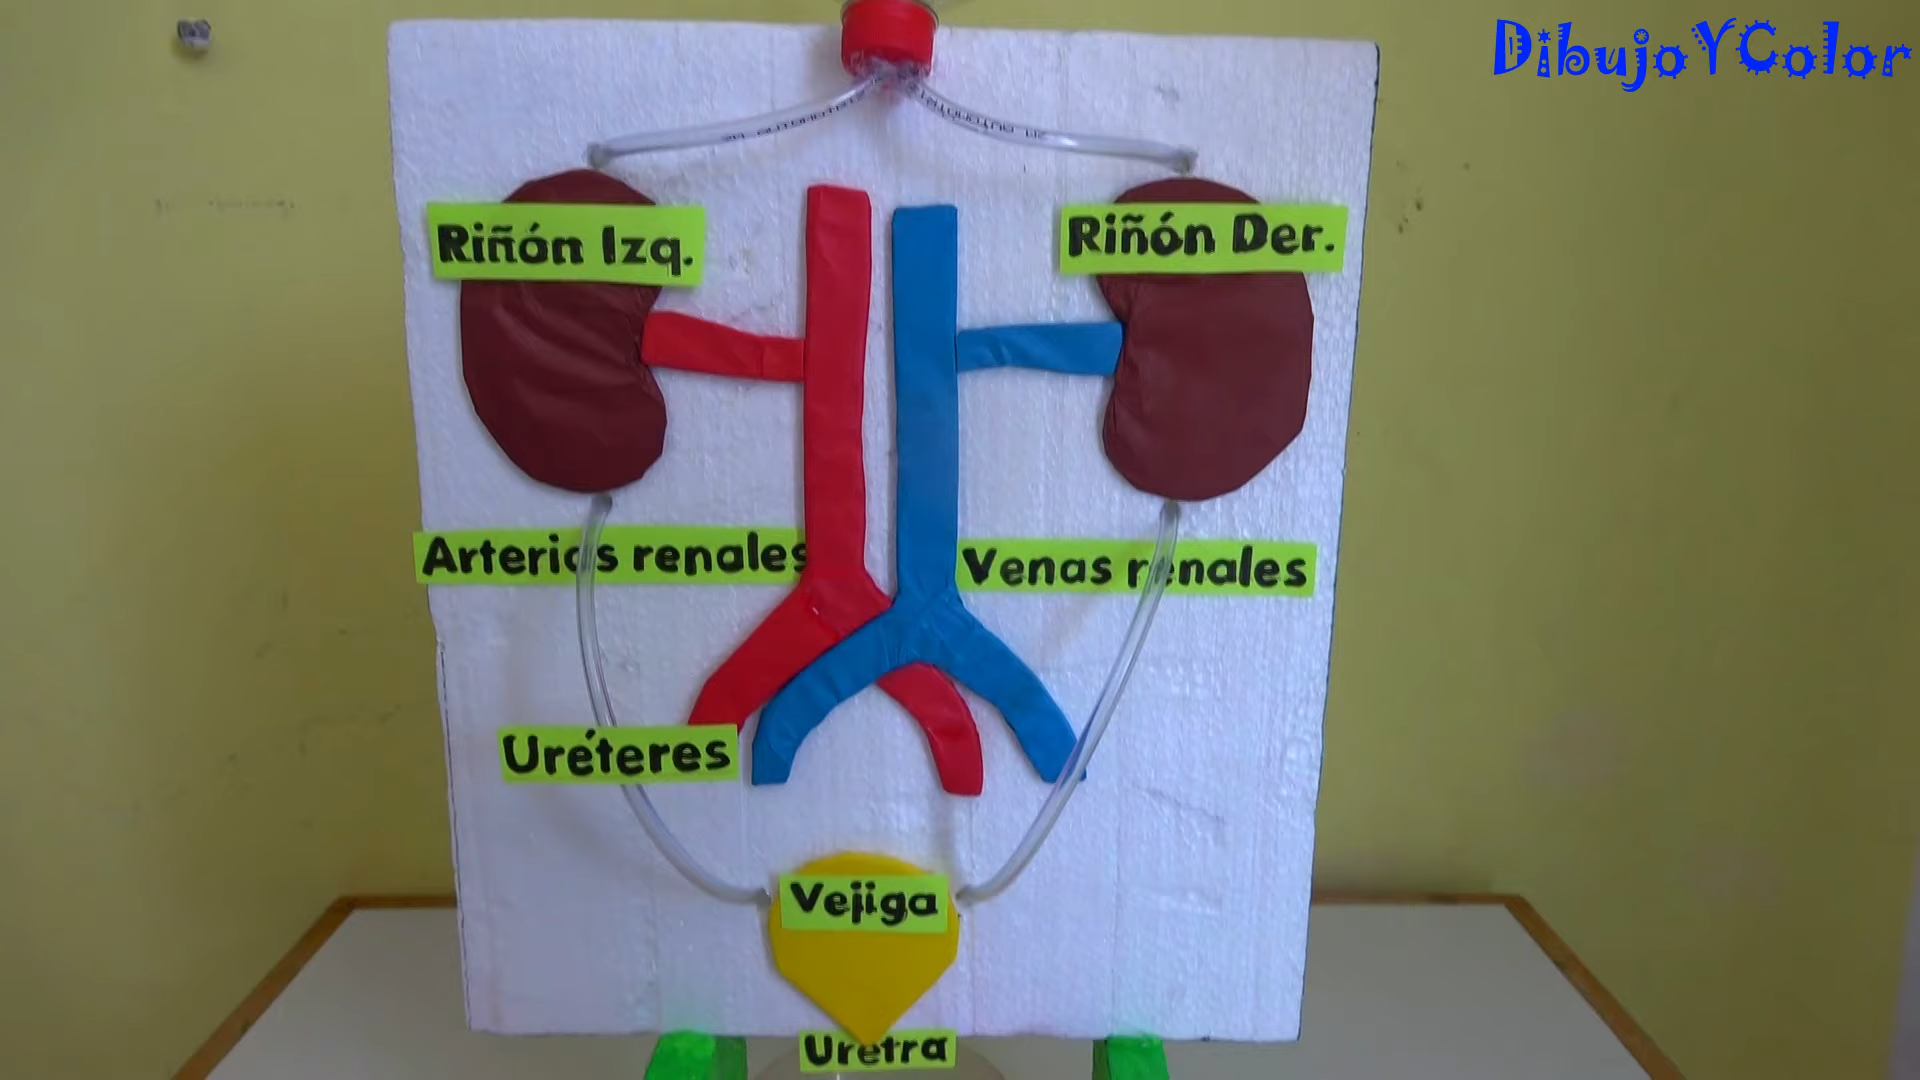 DibujoYColor
Riñón Izq.
Riñón Der.
Arterias renales
Venas renales
Uréteres
Vejiga
Uretra